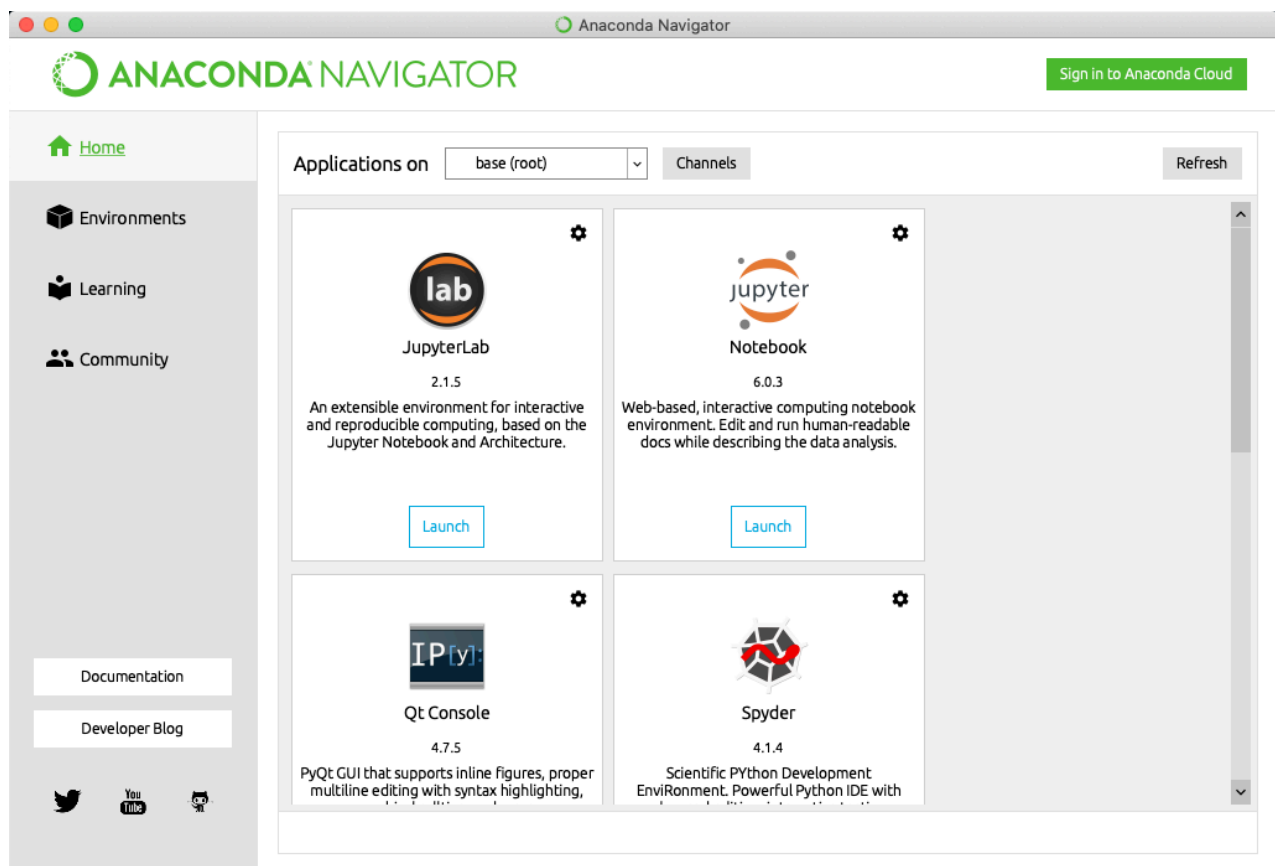 Anaconda Navigator
ANACONDA NAVIGATOR
Sign in to Anaconda Cloud
Home
Environments
Learning
Community
Documentation
Developer Blog
You
Tube
Applications on
base (root)
Channels
Refresh
lab
JupyterLab
2.1.5
An extensible environment for interactive
and reproducible computing, based on the
Jupyter Notebook and Architecture.
Launch
jupyter
Notebook
6.0.3
Web-based, interactive computing notebook
environment. Edit and run human-readable
docs while describing the data analysis.
Launch
IP[y]:
Qt Console
4.7.5
PyQt GUI that supports inline figures, proper
multiline editing with syntax highlighting,
Spyder
4.1.4
Scientific PYthon Development
EnviRonment. Powerful Python IDE with